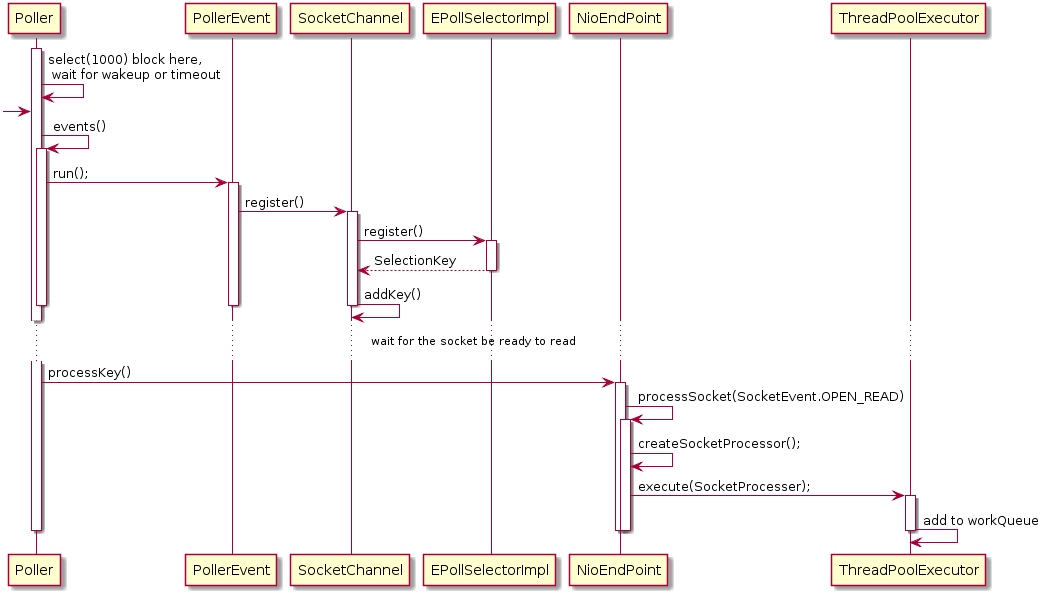 Poller
PollerEvent
SocketChannel
EPollSelectorImpl
NioEndPoint
ThreadPoolExecutor
select(1000) block here,
wait for wakeup or timeout
events()
run();
register()
register()
SelectionKey
addKey()
wait for the socket be ready to read
processKey()
processSocket(SocketEvent.OPEN_READ)
createSocketProcessor();
execute(SocketProcesser);
add to workQueue
Poller
PollerEvent
SocketChannel
EPollSelectorImpl
NioEndPoint
ThreadPoolExecutor